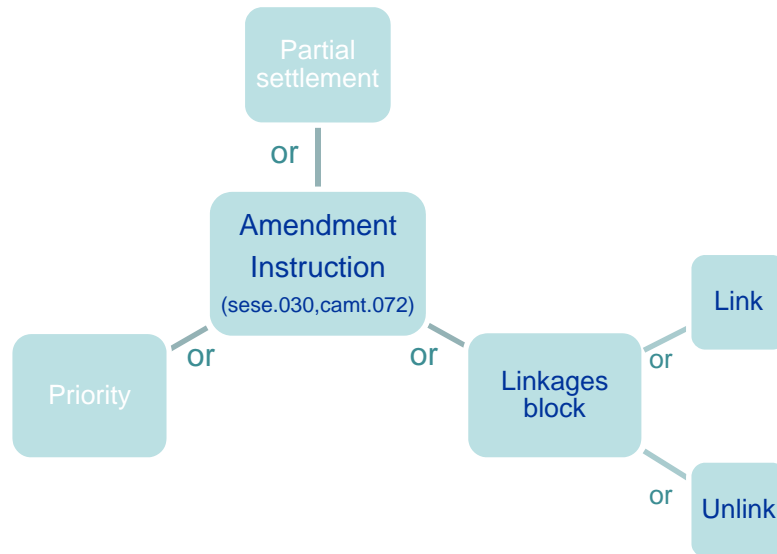 Partial
settlement
or
Amendment
Instruction
(sese.030,camt.072)
Link
or
or
or
Priority
Linkages
block
or
Unlink